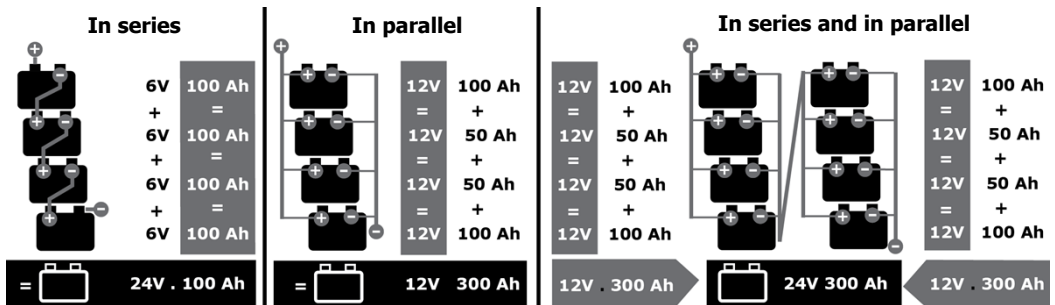 In series
+
-
6V 100 Ah
+ =
+ -
6V 100 Ah
+ =
+ -
6V 100 Ah
+ =
+ -
6V 100 Ah
= 24V . 100 Ah
In parallel
+
+ - 12V 100 Ah
= +
+ - 12V 50 Ah
= +
+ - 12V 50 Ah
= +
+ - 12V 100 Ah
-
= 12V 300 Ah
In series and in parallel
+
12V 100 Ah + - + - 12V 100 Ah
= + = +
12V 50 Ah + - + - 12V 50 Ah
= + = +
12V 50 Ah + - + - 12V 50 Ah
= + = +
12V 100 Ah + - + - 12V 100 Ah
-
12V . 300 Ah 24V 300 Ah 12V . 300 Ah